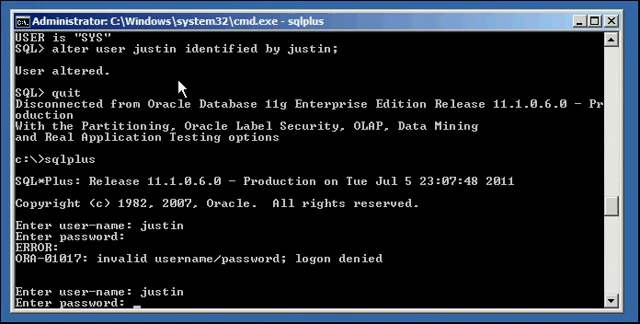 Administrator: C:\Windows\system32\cmd.exe - sqlplus
USER is "SYS"
SQL> alter user justin identified by justin;
User altered.
SQL> quit
Disconnected from Oracle Database 11g Enterprise Edition Release 11.1.0.6.0 - Pr
oduction
With the Partitioning, Oracle Label Security, OLAP, Data Mining
and Real Application Testing options
c:\>sqlplus
SQL*Plus: Release 11.1.0.6.0 - Production on Tue Jul 5 23:07:48 2011
Copyright (c) 1982, 2007, Oracle.  All rights reserved.
Enter user-name: justin
Enter password:
ERROR:
ORA-01017: invalid username/password; logon denied
Enter user-name: justin
Enter password: _